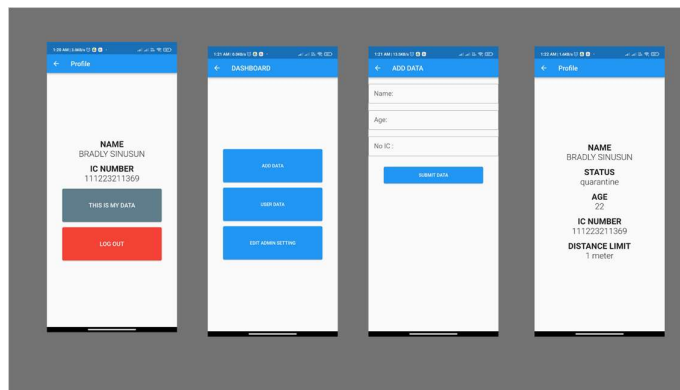 Profile
NAME
BRADLY SINUSUN
IC NUMBER
111223211369
THIS IS MY DATA
LOG OUT
DASHBOARD
ADD DATA
USER DATA
EDIT ADMIN SETTING
ADD DATA
Name:
Age:
No IC :
SUBMIT DATA
Profile
NAME
BRADLY SINUSUN
STATUS
quarantine
AGE
22
IC NUMBER
111223211369
DISTANCE LIMIT
1 meter